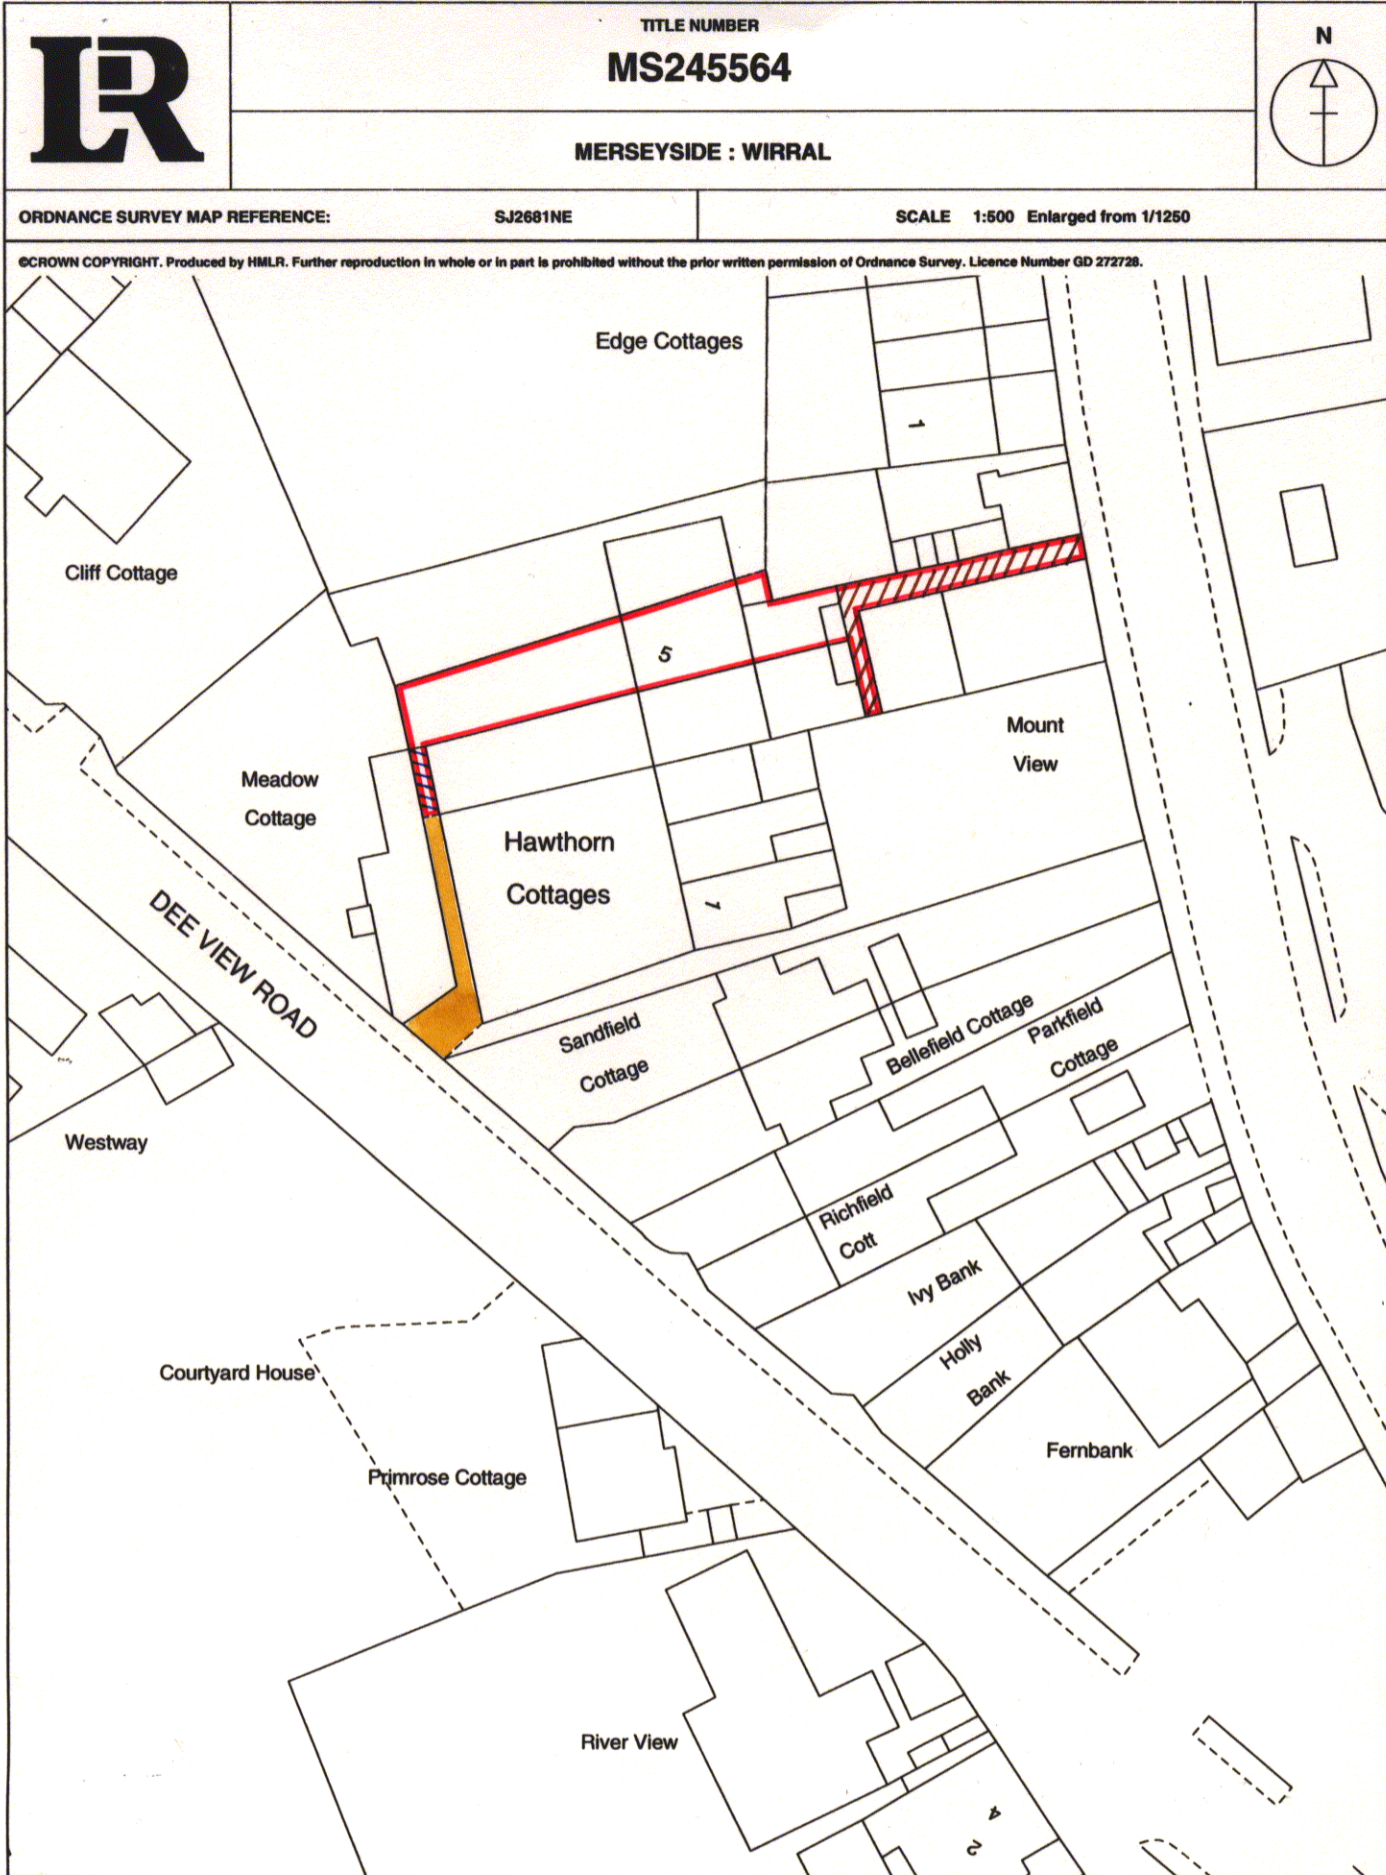 LR
TITLE NUMBER
MS245564
N
MERSEYSIDE : WIRRAL
ORDNANCE SURVEY MAP REFERENCE:
SJ2681NE
SCALE 1:500 Enlarged from 1/1250
©CROWN COPYRIGHT. Produced by HMLR. Further reproduction in whole or in part is prohibited without the prior written permission of Ordnance Survey. Licence Number GD 272728.
Edge Cottages
1
Cliff Cottage
5
Mount
View
Meadow
Cottage
Hawthorn
Cottages
1
DEE VIEW ROAD
Sandfield
Cottage
Bellefield Cottage
Parkfield
Cottage
Westway
Richfield
Cott
Ivy Bank
Holly
Bank
Courtyard House
Fernbank
Primrose Cottage
River View
4
2